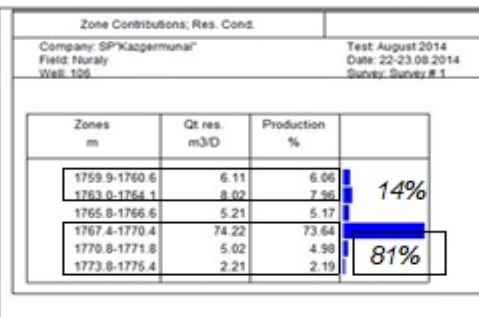 Zone Contributions; Res. Cond.
Company: SP"Kazgermunai" Test: August 2014
Field: Nuraly Date: 22-23.08.2014
Well: 106 Survey: Survey # 1
Zones Qt res. Production
m m3/D %
1759.9-1760.6 6.11 6.06
1763.0-1764.1 8.02 7.96 14%
1765.8-1766.6 5.21 5.17
1767.4-1770.4 74.22 73.64
1770.8-1771.8 5.02 4.98 81%
1773.8-1775.4 2.21 2.19